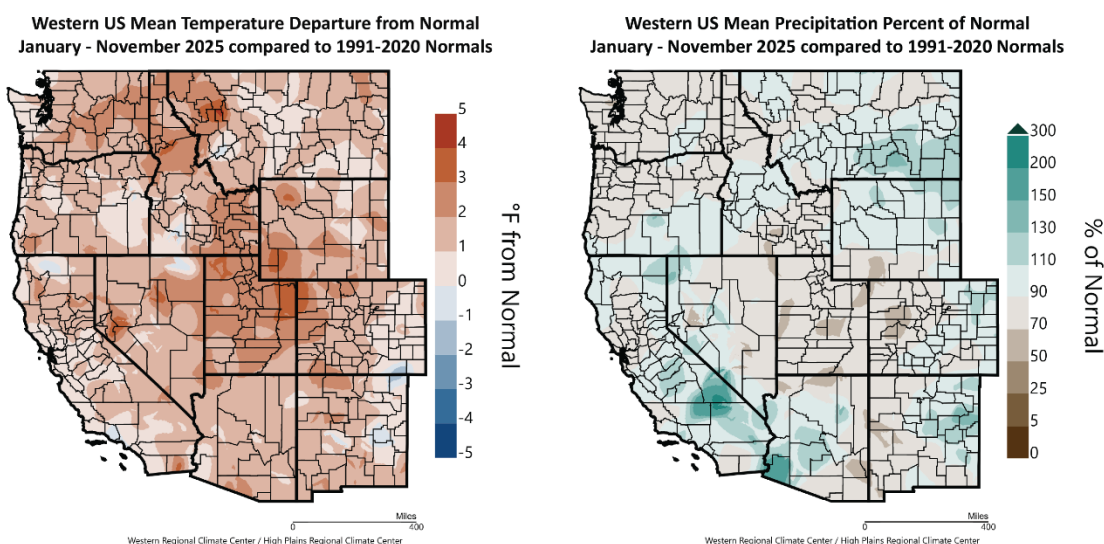 Western US Mean Temperature Departure from Normal
January - November 2025 compared to 1991-2020 Normals
5
4
3
2
1
0
-1
-2
-3
-4
-5
°F from Normal
Miles
0 400
Western Regional Climate Center / High Plains Regional Climate Center
Western US Mean Precipitation Percent of Normal
January - November 2025 compared to 1991-2020 Normals
300
200
150
130
110
90
70
50
25
5
0
% of Normal
Miles
0 400
Western Regional Climate Center / High Plains Regional Climate Center